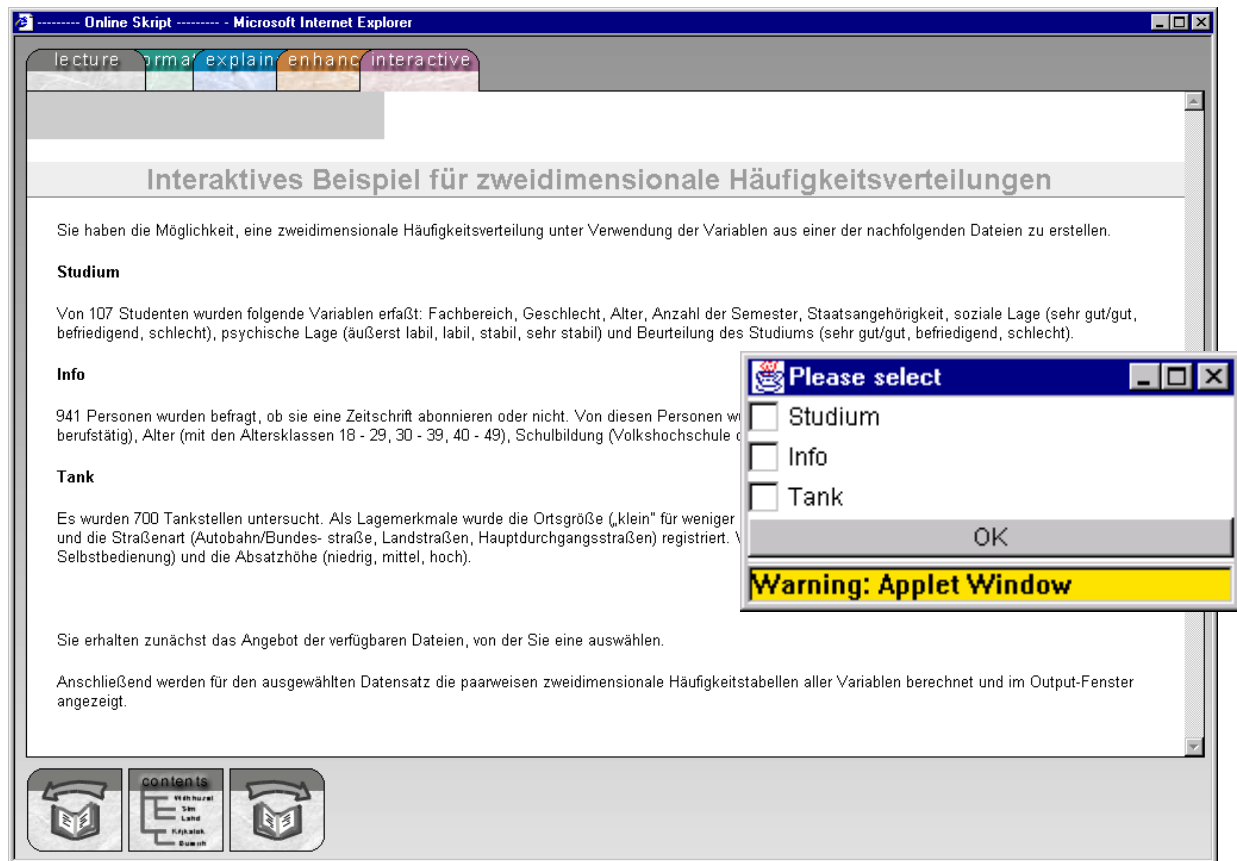 --------- Online Skript --------- - Microsoft Internet Explorer
lecture ormat explain enhanc interactive
Interaktives Beispiel für zweidimensionale Häufigkeitsverteilungen
Sie haben die Möglichkeit, eine zweidimensionale Häufigkeitsverteilung unter Verwendung der Variablen aus einer der nachfolgenden Dateien zu erstellen.
Studium
Von 107 Studenten wurden folgende Variablen erfaßt: Fachbereich, Geschlecht, Alter, Anzahl der Semester, Staatsangehörigkeit, soziale Lage (sehr gut/gut,
befriedigend, schlecht), psychische Lage (äußerst labil, labil, stabil, sehr stabil) und Beurteilung des Studiums (sehr gut/gut, befriedigend, schlecht).
Info
941 Personen wurden befragt, ob sie eine Zeitschrift abonnieren oder nicht. Von diesen Personen
berufstätig), Alter (mit den Altersklassen 18 - 29, 30 - 39, 40 - 49), Schulbildung (Volkshochschule
Tank
Es wurden 700 Tankstellen untersucht. Als Lagemerkmale wurde die Ortsgröße („klein" für weniger
und die Straßenart (Autobahn/Bundes- straße, Landstraßen, Hauptdurchgangsstraßen) registriert.
Selbstbedienung) und die Absatzhöhe (niedrig, mittel, hoch).
Please select
Studium
Info
Tank
OK
Warning: Applet Window
Sie erhalten zunächst das Angebot der verfügbaren Dateien, von der Sie eine auswählen.
Anschließend werden für den ausgewählten Datensatz die paarweisen zweidimensionale Häufigkeitstabellen aller Variablen berechnet und im Output-Fenster
angezeigt.
contents